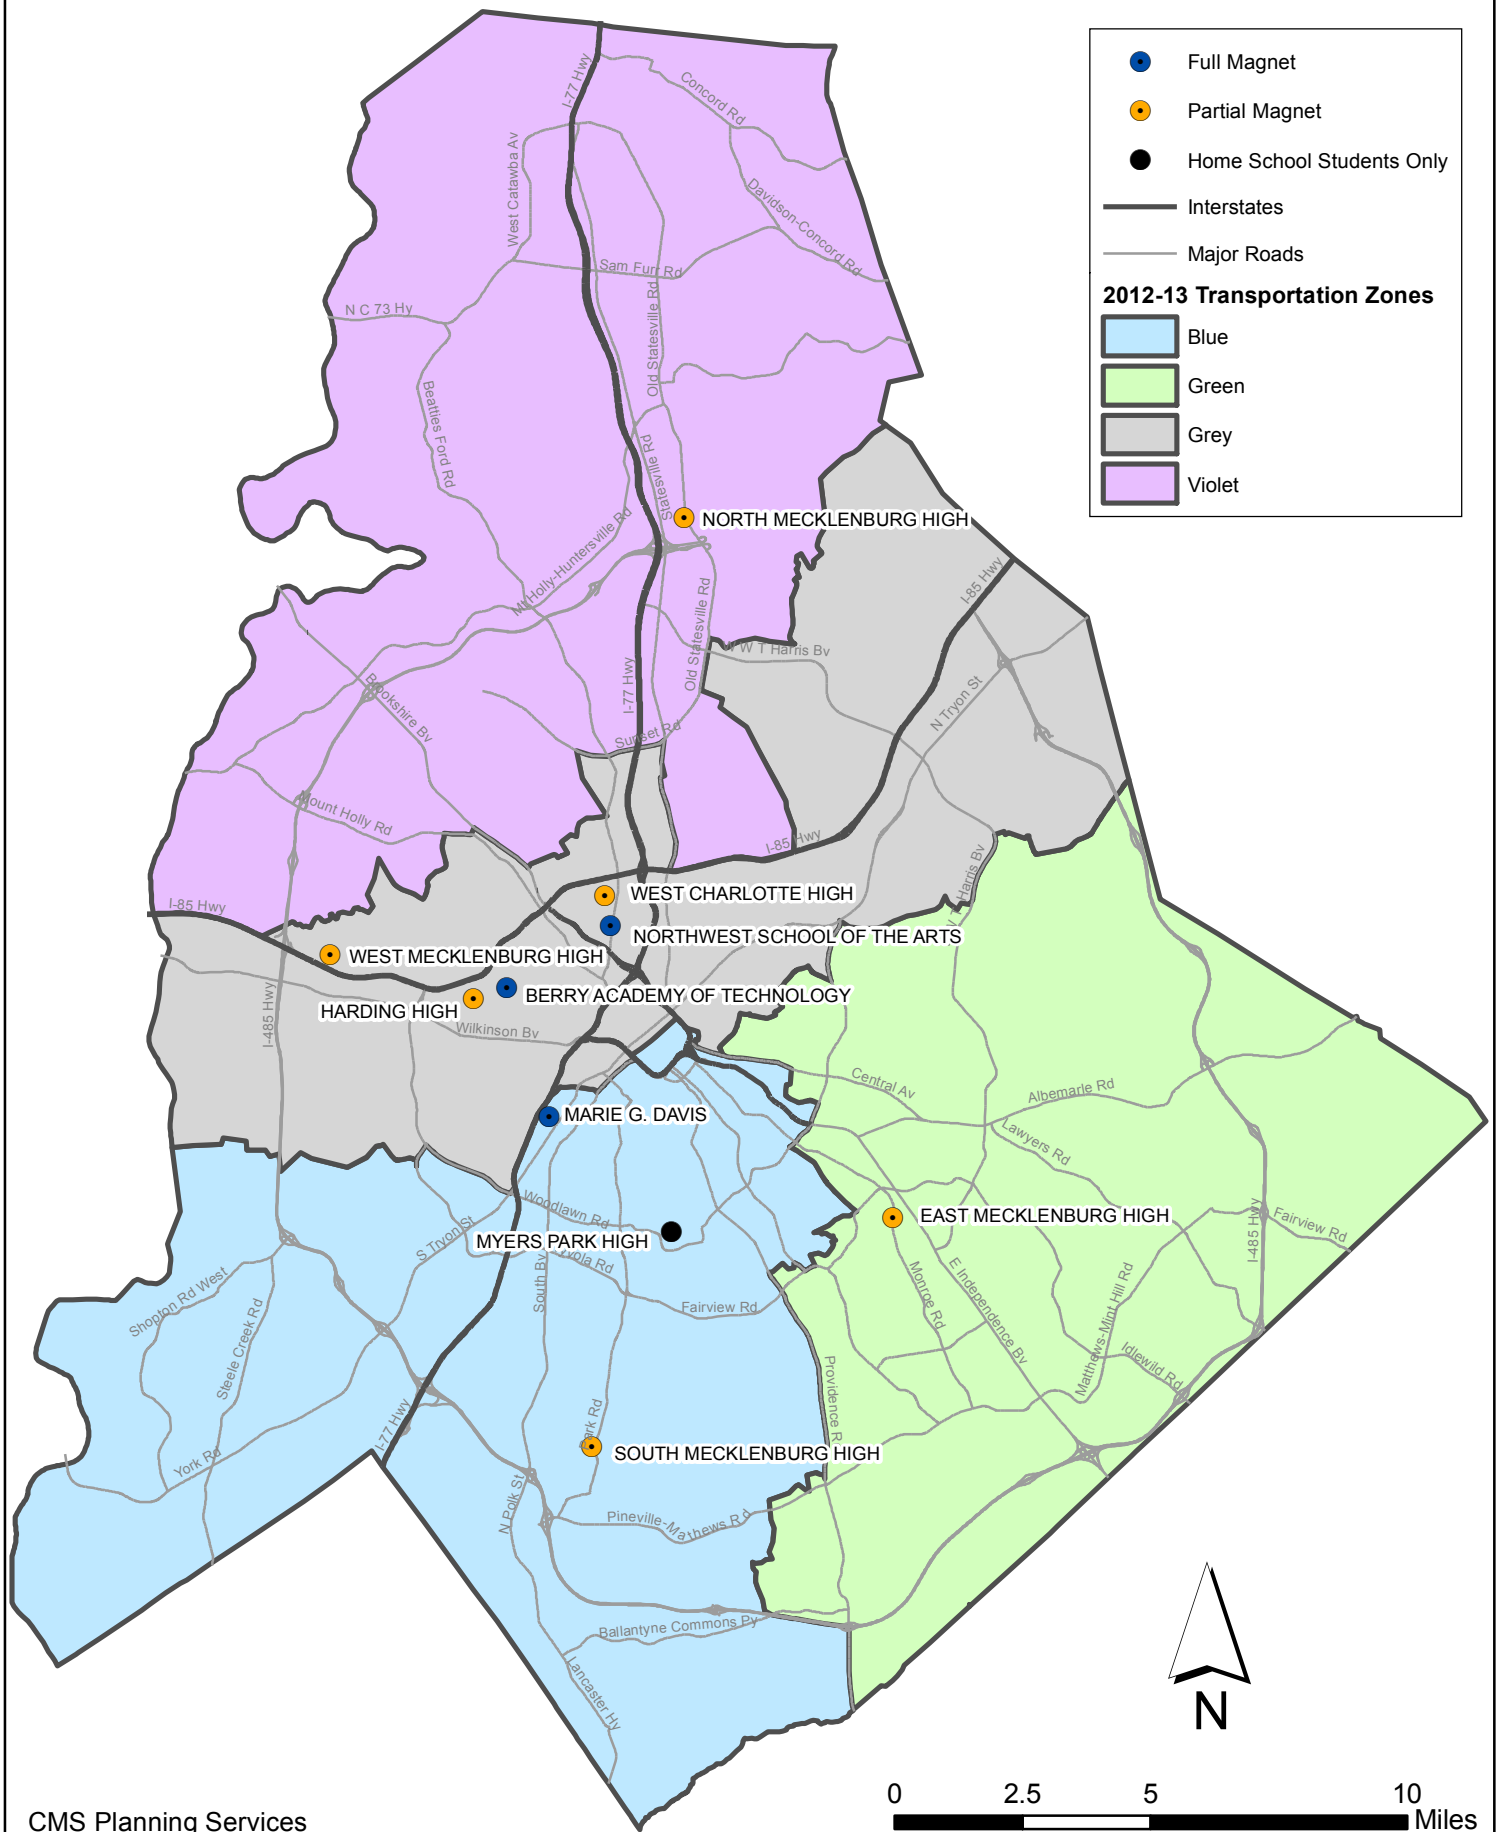 Full Magnet
Partial Magnet
Home School Students Only
Interstates
Major Roads
2012-13 Transportation Zones
Blue
Green
Grey
Violet
I-77 Hwy
Concord Rd
West Catawba Av
Davidson-Concord Rd
Sam Furr Rd
N C 73 Hy
Old Statesville Rd
Beatties Ford Rd
Statesville Rd
NORTH MECKLENBURG HIGH
Mt Holly-Huntersville Rd
I-85 Hwy
Old Statesville Rd
W W T Harris Bv
I-77 Hwy
Brookshire Bv
N Tryon St
Sunset Rd
Mount Holly Rd
I-85 Hwy
WEST CHARLOTTE HIGH
I-85 Hwy
NORTHWEST SCHOOL OF THE ARTS
WEST MECKLENBURG HIGH
BERRY ACADEMY OF TECHNOLOGY
HARDING HIGH
I-485 Hwy
Wilkinson Bv
Central Av
Albemarle Rd
MARIE G. DAVIS
Lawyers Rd
Woodlawn Rd
EAST MECKLENBURG HIGH
I-485 Hwy
Fairview Rd
S Tryon St
MYERS PARK HIGH
South Bv
Fairview Rd
Shopton Rd West
Steele Creek Rd
Monroe Rd
E Independence Bv
Matthews-Mint Hill Rd
Idlewild Rd
Providence R
I-77 Hwy
Park Rd
SOUTH MECKLENBURG HIGH
York Rd
N Polk St
Pineville-Mathews Rd
Ballantyne Commons Py
Lancaster Hy
N
0 2.5 5 10
Miles
CMS Planning Services